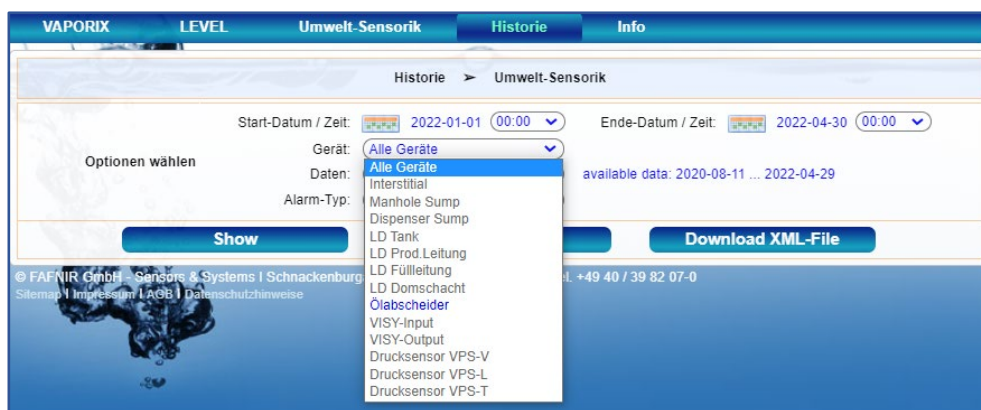 VAPORIX LEVEL Umwelt-Sensorik Historie Info
Historie ➢ Umwelt-Sensorik
Start-Datum / Zeit: 2022-01-01 00:00 Ende-Datum / Zeit: 2022-04-30 00:00
Optionen wählen
Gerät: Alle Geräte
Daten: available data: 2020-08-11 ... 2022-04-29
Alarm-Typ:
Alle Geräte
Interstitial
Manhole Sump
Dispenser Sump
LD Tank
LD Prod.Leitung
LD Füllleitung
LD Domschacht
Ölabscheider
VISY-Input
VISY-Output
Drucksensor VPS-V
Drucksensor VPS-L
Drucksensor VPS-T
Show Download XML-File
© FAFNIR GmbH - Sensors & Systems I +49 40 / 39 82 07-0
Sitemap I Impressum I AGB I Datenschutzhinweise